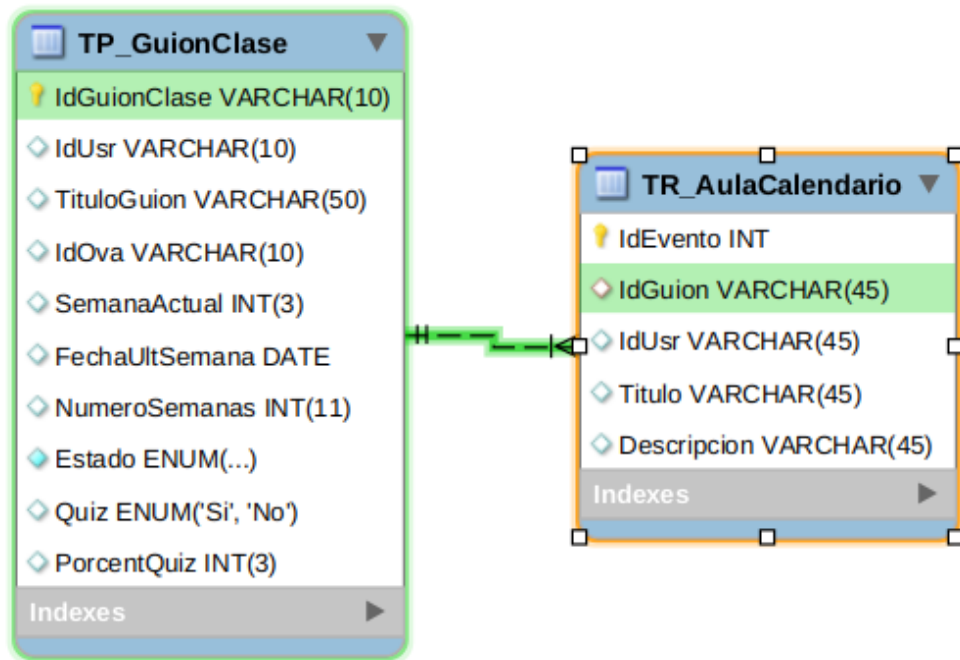 TP_GuionClase
IdGuionClase VARCHAR(10)
IdUsr VARCHAR(10)
TituloGuion VARCHAR(50)
IdOva VARCHAR(10)
SemanaActual INT(3)
FechaUltSemana DATE
NumeroSemanas INT(11)
Estado ENUM(...)
Quiz ENUM('Si', 'No')
PorcentQuiz INT(3)
Indexes
TR_AulaCalendario
IdEvento INT
IdGuion VARCHAR(45)
IdUsr VARCHAR(45)
Titulo VARCHAR(45)
Descripcion VARCHAR(45)
Indexes